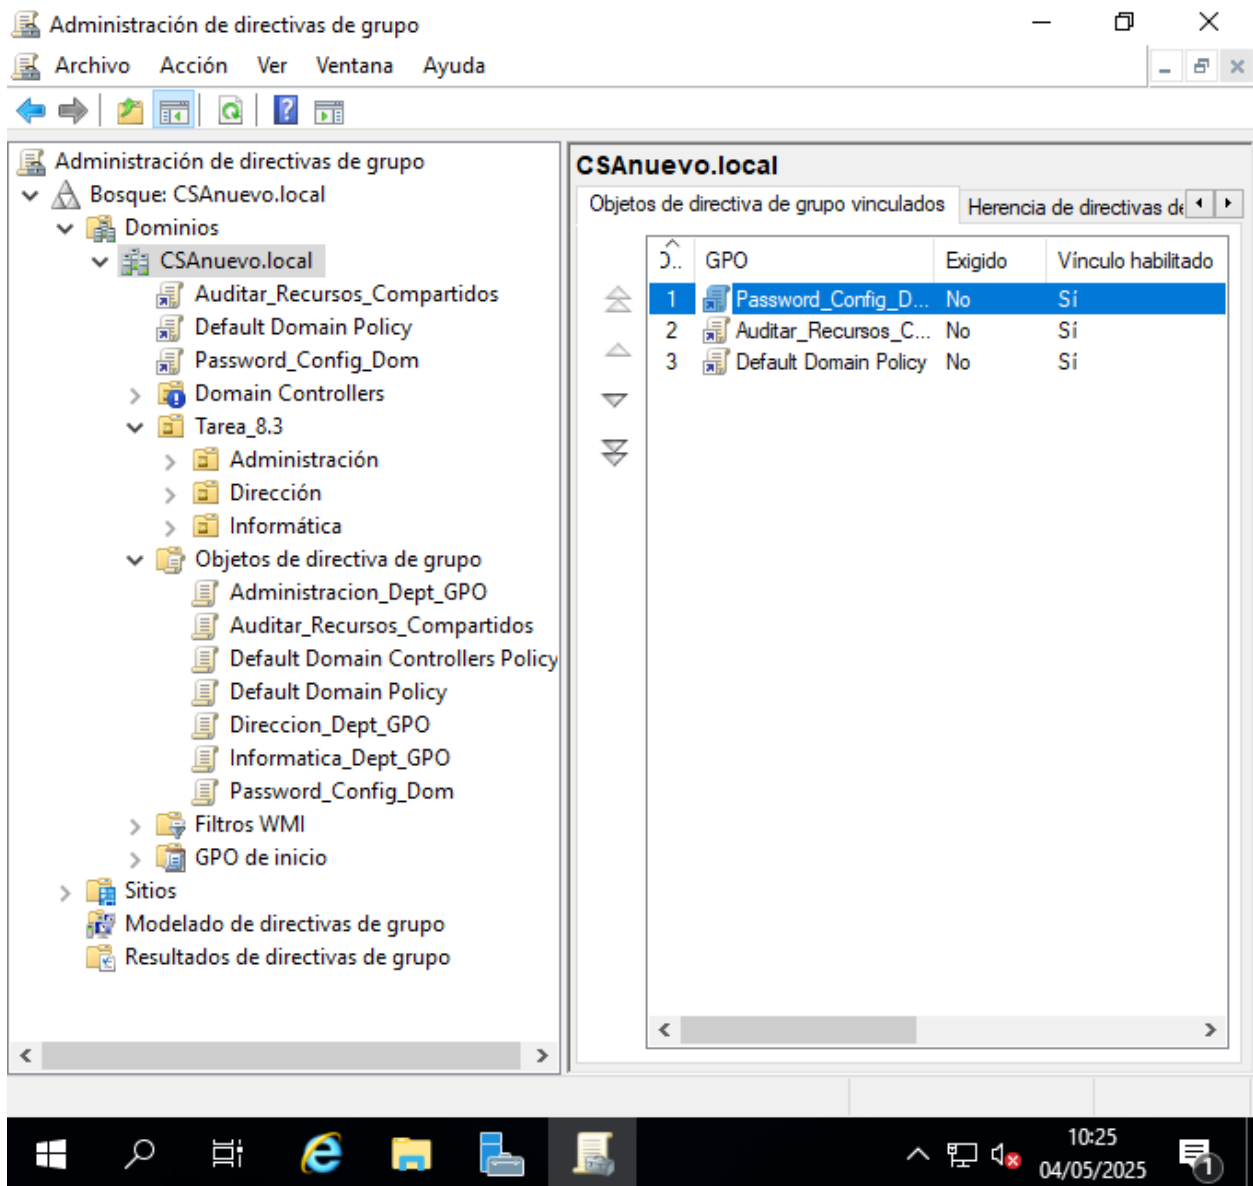 Administración de directivas de grupo
Archivo Acción Ver Ventana Ayuda
Administración de directivas de grupo
Bosque: CSAnuevo.local
Dominios
CSAnuevo.local
Auditar_Recursos_Compartidos
Default Domain Policy
Password_Config_Dom
Domain Controllers
Tarea_8.3
Administración
Dirección
Informática
Objetos de directiva de grupo
Administracion_Dept_GPO
Auditar_Recursos_Compartidos
Default Domain Controllers Policy
Default Domain Policy
Direccion_Dept_GPO
Informatica_Dept_GPO
Password_Config_Dom
Filtros WMI
GPO de inicio
Sitios
Modelado de directivas de grupo
Resultados de directivas de grupo
CSAnuevo.local
Objetos de directiva de grupo vinculados Herencia de directivas de
GPO Exigido Vínculo habilitado
1 Password_Config_D... No Sí
2 Auditar_Recursos_C... No Sí
3 Default Domain Policy No Sí
10:25
04/05/2025
1